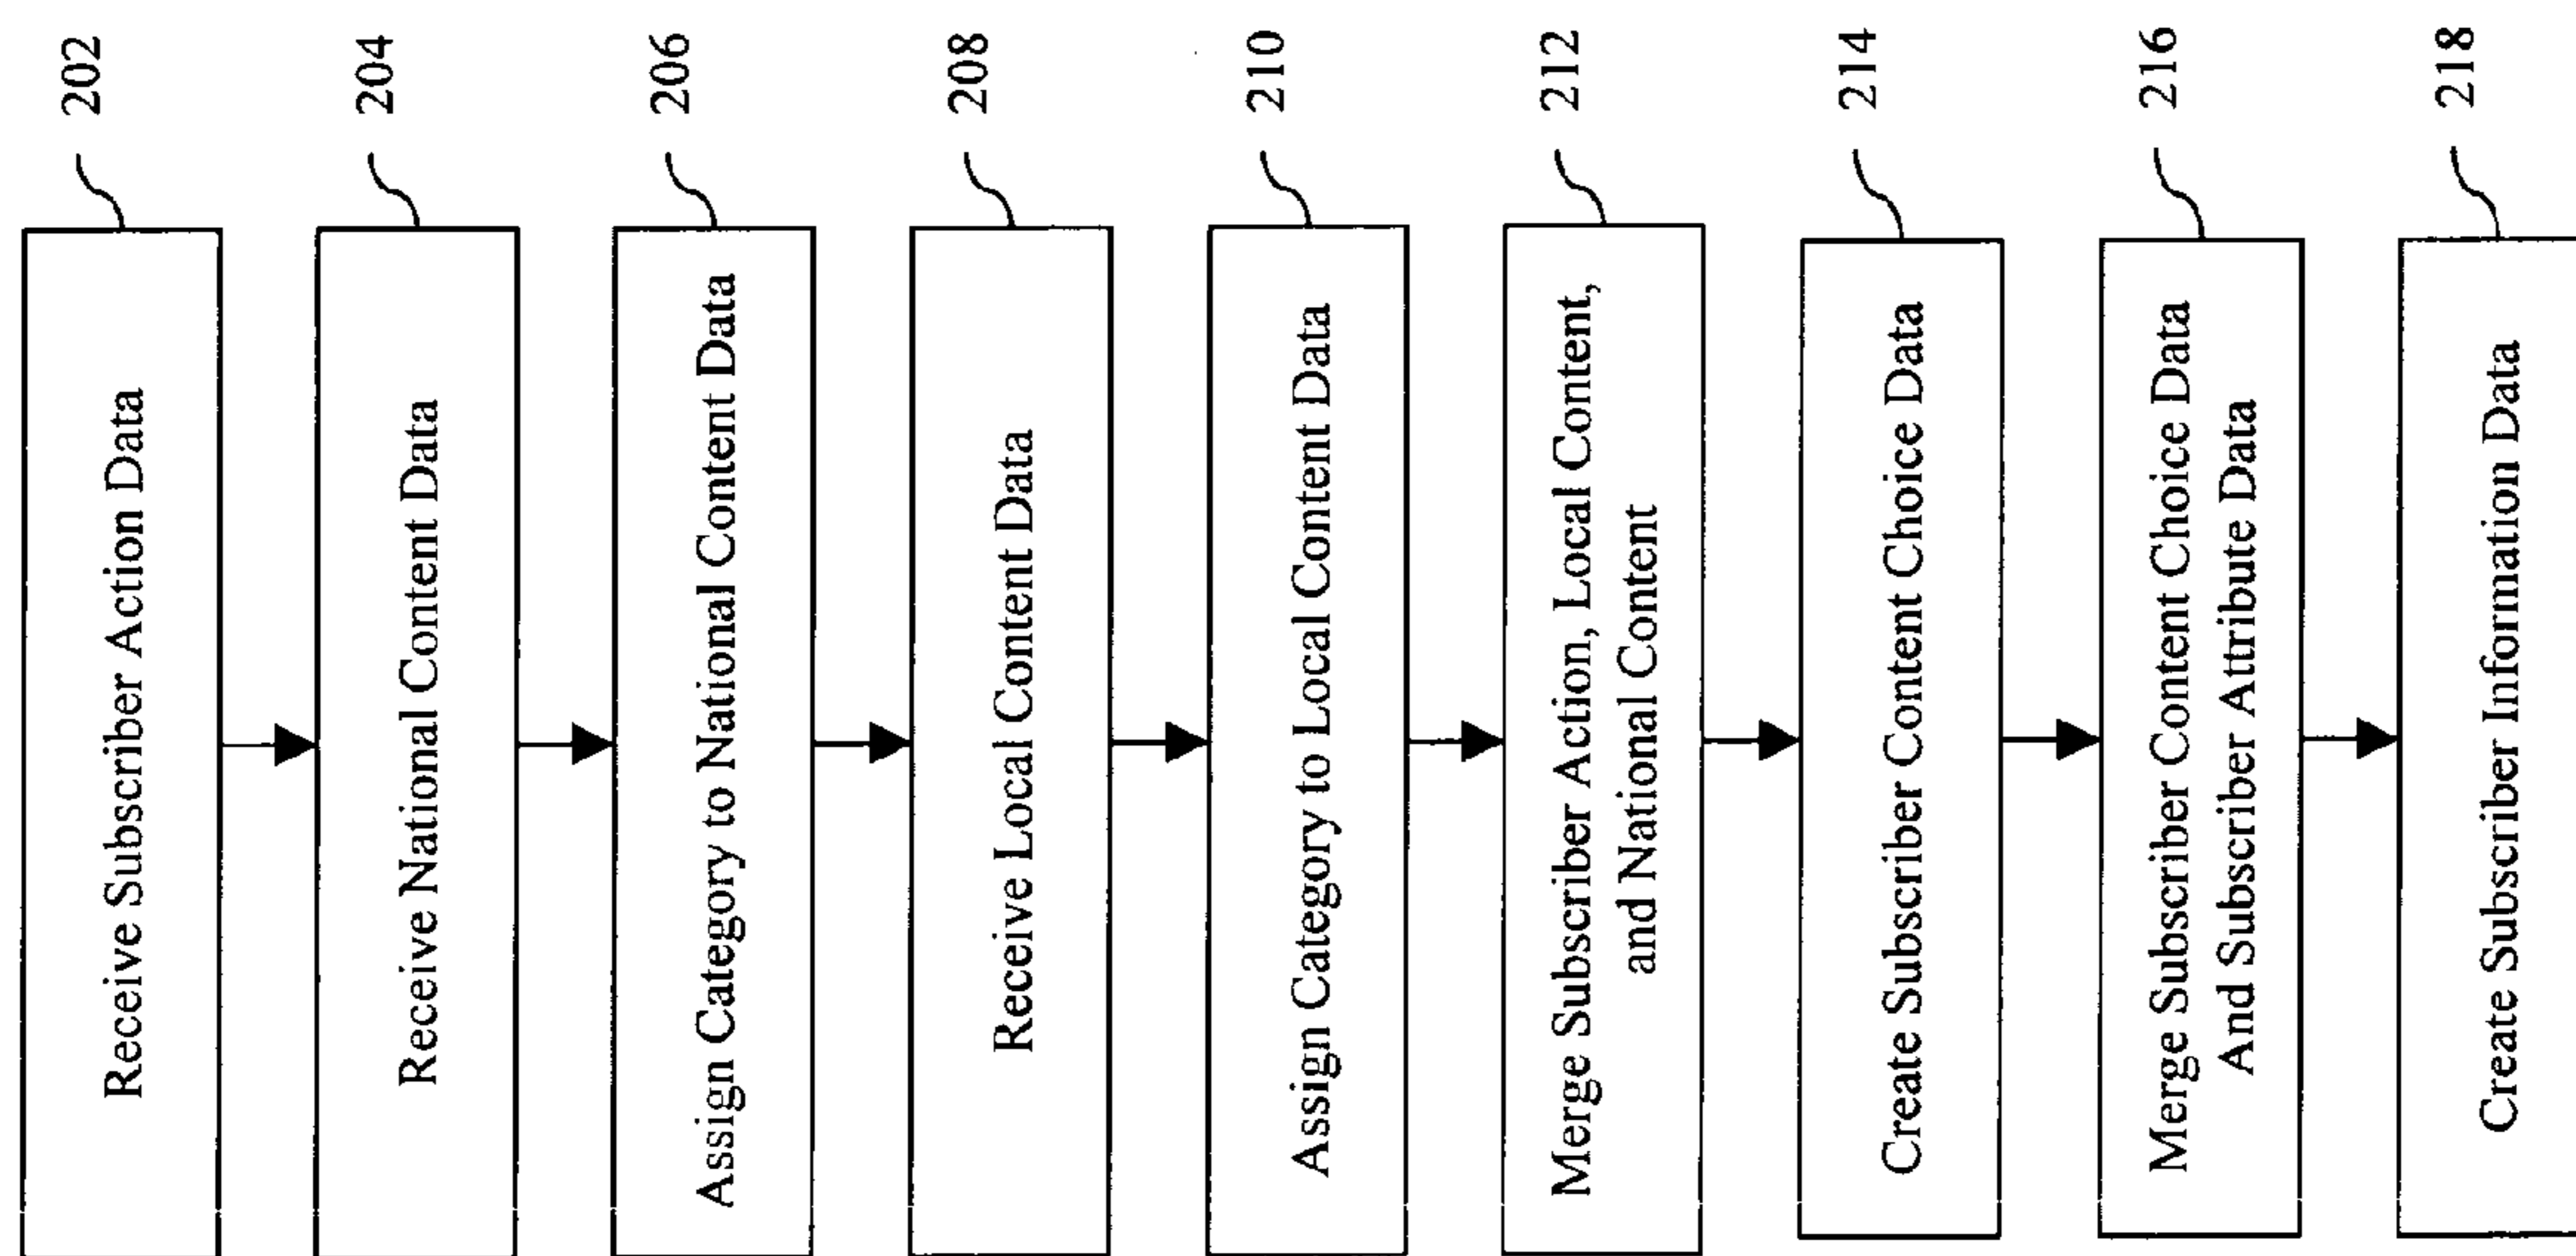 Receive Subscriber Action Data
202
Receive National Content Data
204
Assign Category to National Content Data
206
Receive Local Content Data
208
Assign Category to Local Content Data
210
Merge Subscriber Action, Local Content,
and National Content
212
Create Subscriber Content Choice Data
214
Merge Subscriber Content Choice Data
And Subscriber Attribute Data
216
Create Subscriber Information Data
218